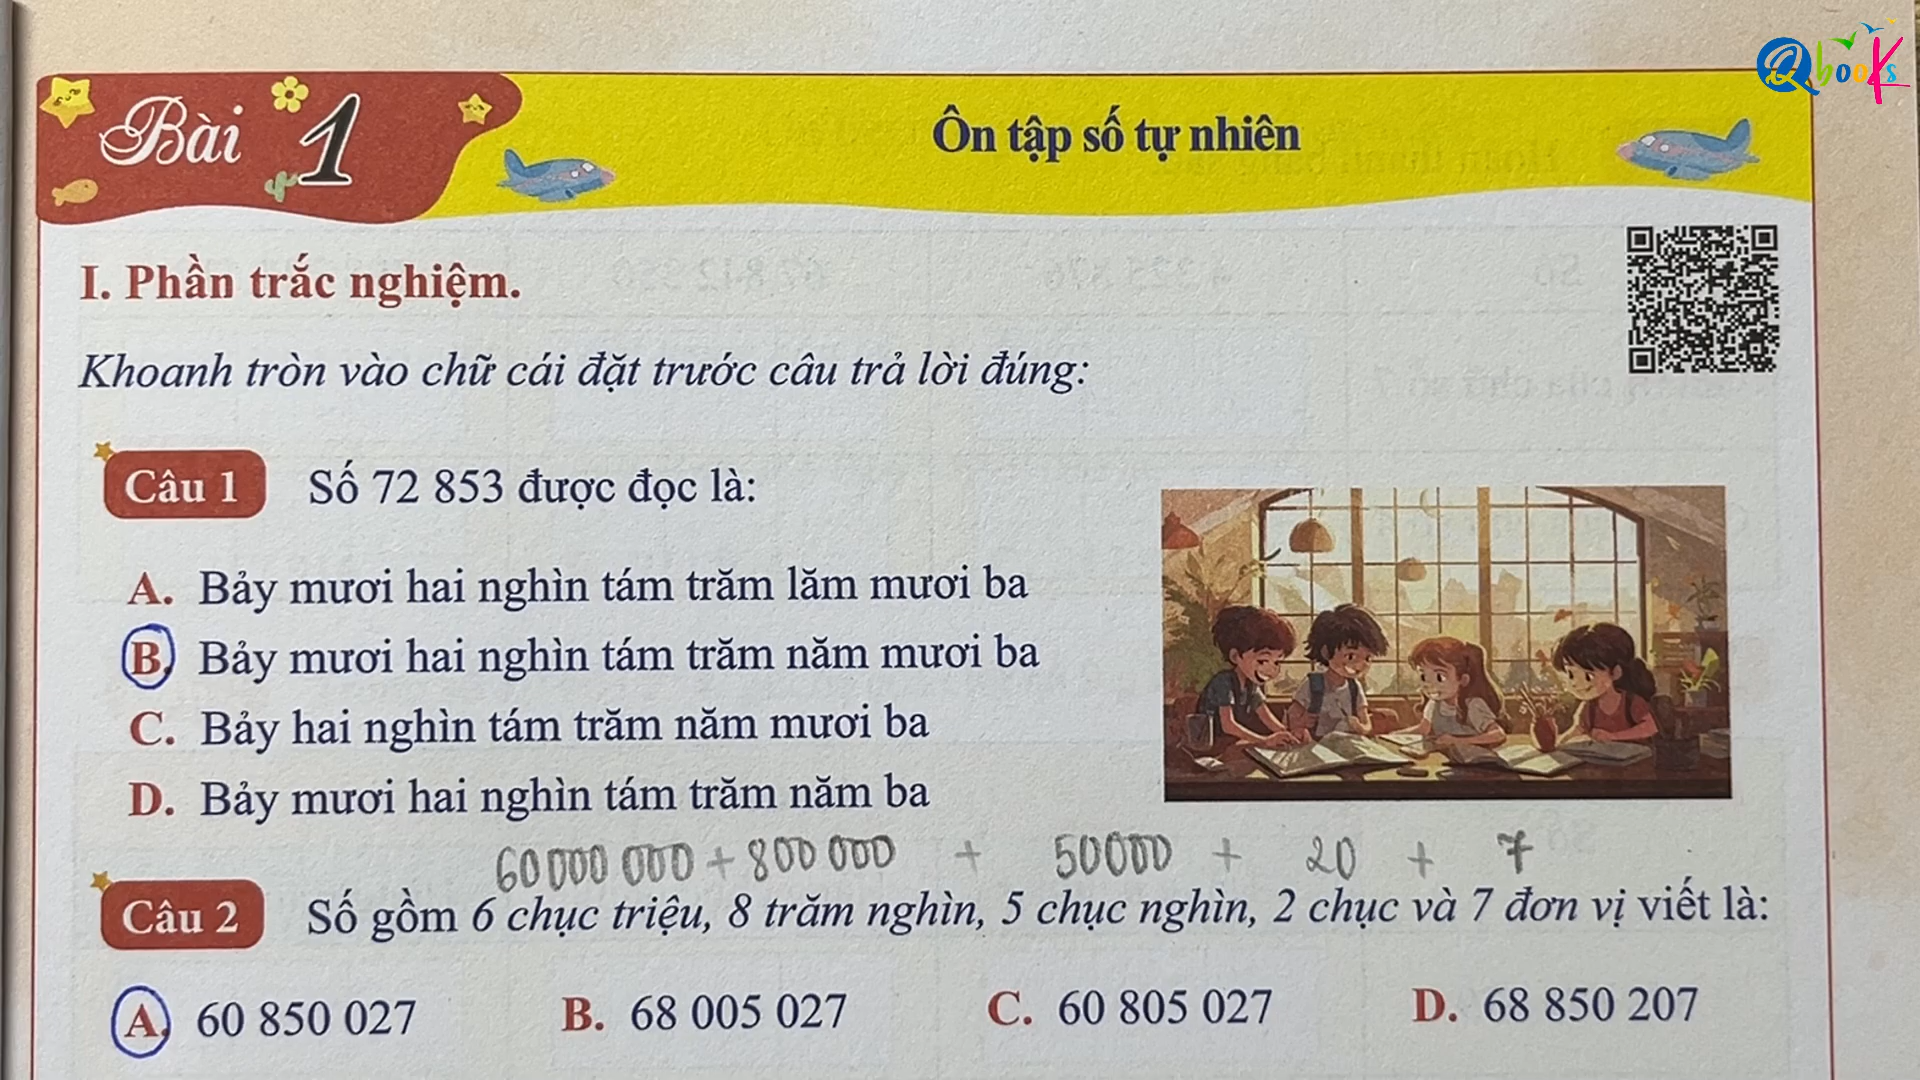 Qbooks
Bài 1
Ôn tập số tự nhiên
I. Phần trắc nghiệm.
Khoanh tròn vào chữ cái đặt trước câu trả lời đúng:
Câu 1 Số 72 853 được đọc là:
A. Bảy mươi hai nghìn tám trăm lăm mươi ba
B. Bảy mươi hai nghìn tám trăm năm mươi ba
C. Bảy hai nghìn tám trăm năm mươi ba
D. Bảy mươi hai nghìn tám trăm năm ba
60000 000 + 800 000 + 50000 + 20 + 7
Câu 2 Số gồm 6 chục triệu, 8 trăm nghìn, 5 chục nghìn, 2 chục và 7 đơn vị viết là:
A. 60 850 027 B. 68 005 027 C. 60 805 027 D. 68 850 207